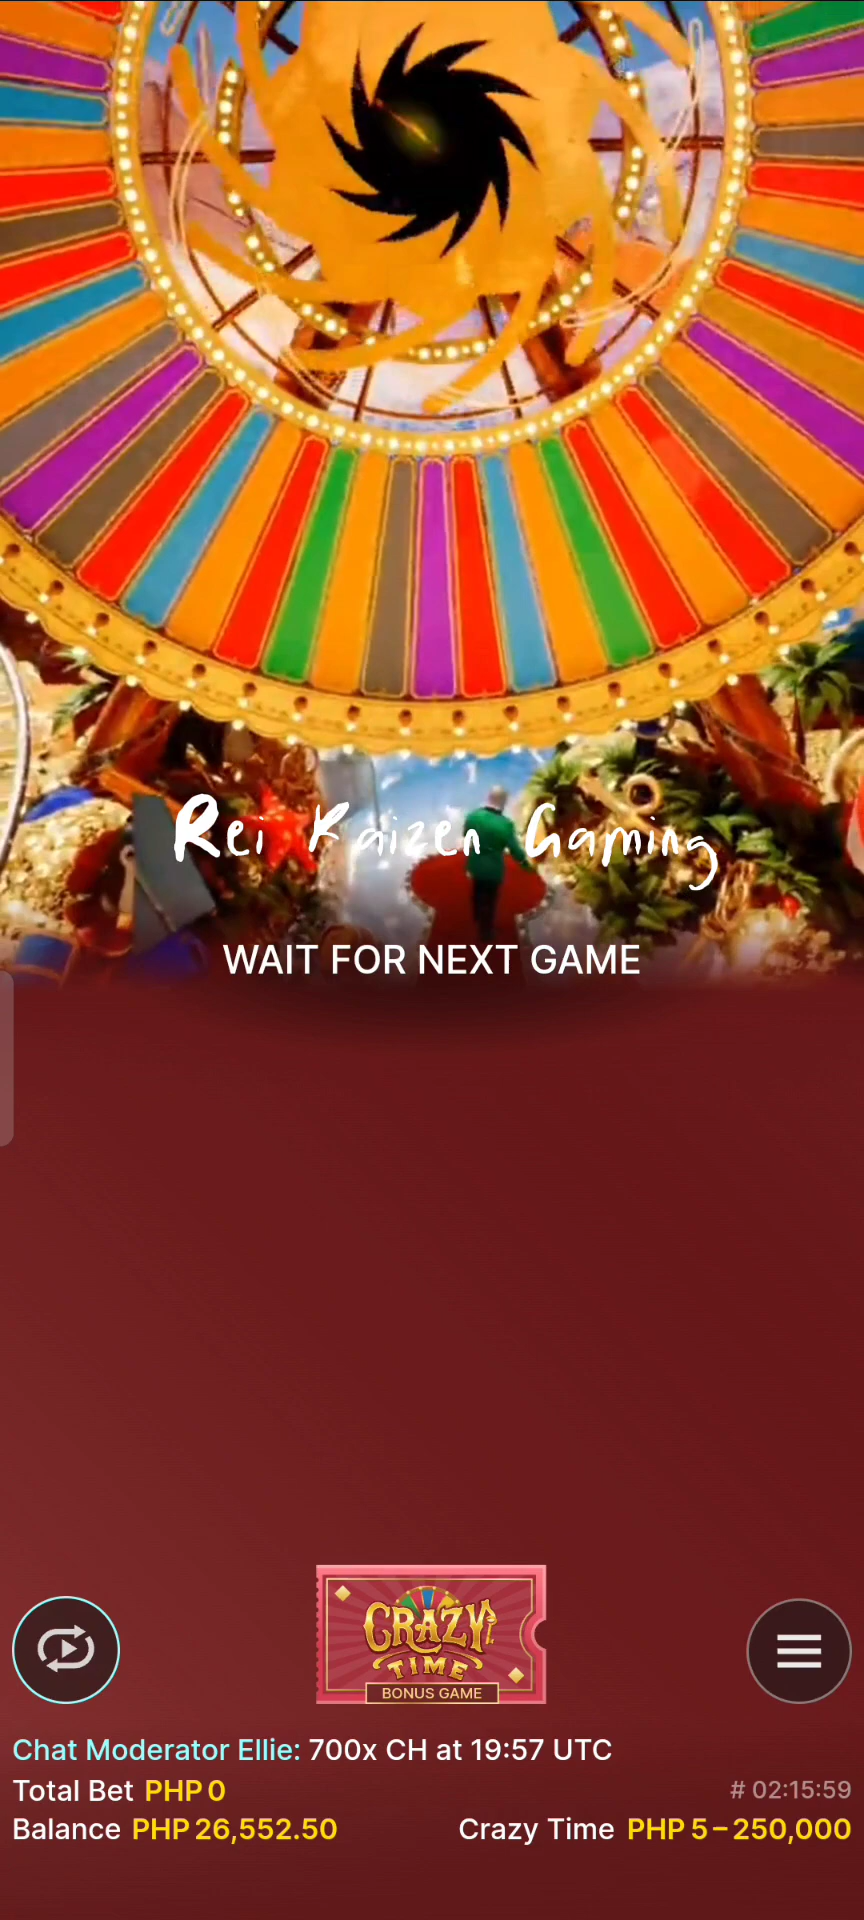 Rei Kaizen Gaming
WAIT FOR NEXT GAME
CRAZY
TIME
BONUS GAME
Chat Moderator Ellie: 700x CH at 19:57 UTC
Total Bet PHP 0
# 02:15:59
Balance PHP 26,552.50
Crazy Time PHP 5–250,000